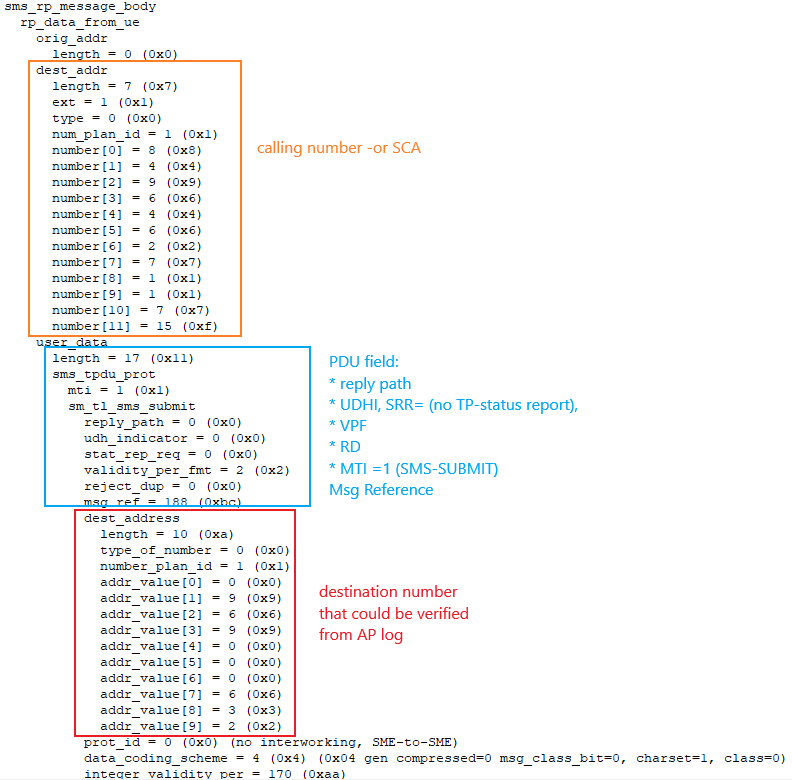 sms_rp_message_body
rp_data_from_ue
orig_addr
length = 0 (0x0)
dest_addr
length = 7 (0x7)
ext = 1 (0x1)
type = 0 (0x0)
num_plan_id = 1 (0x1)
number[0] = 8 (0x8)
number[1] = 4 (0x4)
number[2] = 9 (0x9)
number[3] = 6 (0x6)
number[4] = 4 (0x4)
number[5] = 6 (0x6)
number[6] = 2 (0x2)
number[7] = 7 (0x7)
number[8] = 1 (0x1)
number[9] = 1 (0x1)
number[10] = 7 (0x7)
number[11] = 15 (0xf)
calling number -or SCA
user_data
length = 17 (0x11)
sms_tpdu_prot
mti = 1 (0x1)
sm_tl_sms_submit
reply_path = 0 (0x0)
udh_indicator = 0 (0x0)
stat_rep_req = 0 (0x0)
validity_per_fmt = 2 (0x2)
reject_dup = 0 (0x0)
msg_ref = 188 (0xbc)
PDU field:
* reply path
* UDHI, SRR= (no TP-status report),
* VPF
* RD
* MTI =1 (SMS-SUBMIT)
Msg Reference
dest_address
length = 10 (0xa)
type_of_number = 0 (0x0)
number_plan_id = 1 (0x1)
addr_value[0] = 0 (0x0)
addr_value[1] = 9 (0x9)
addr_value[2] = 6 (0x6)
addr_value[3] = 9 (0x9)
addr_value[4] = 0 (0x0)
addr_value[5] = 0 (0x0)
addr_value[6] = 0 (0x0)
addr_value[7] = 6 (0x6)
addr_value[8] = 3 (0x3)
addr_value[9] = 2 (0x2)
destination number
that could be verified
from AP log
prot_id = 0 (0x0) (no interworking, SME-to-SME)
data_coding_scheme = 4 (0x4) (0x04 gen compressed=0 msg_class_bit=0, charset=1, class=0)
integer_validity_per = 170 (0xaa)